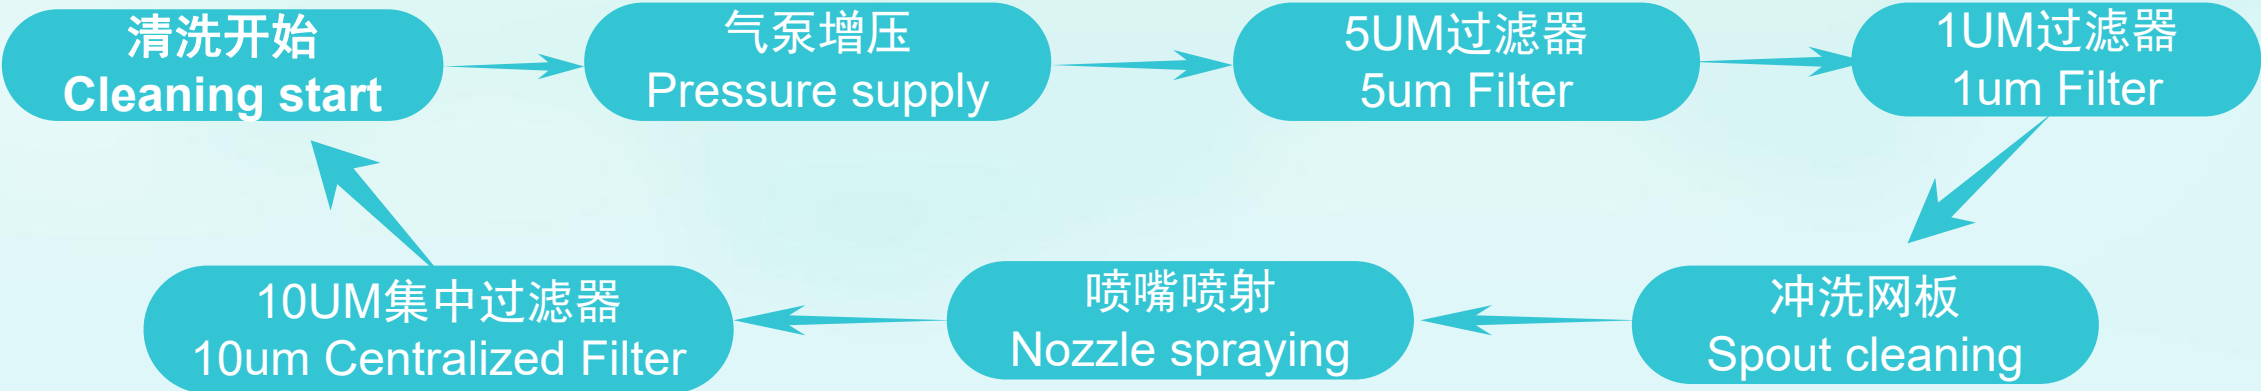 清洗开始
Cleaning start
气泵增压
Pressure supply
5UM过滤器
5um Filter
1UM过滤器
1um Filter
冲洗网板
Spout cleaning
喷嘴喷射
Nozzle spraying
10UM集中过滤器
10um Centralized Filter